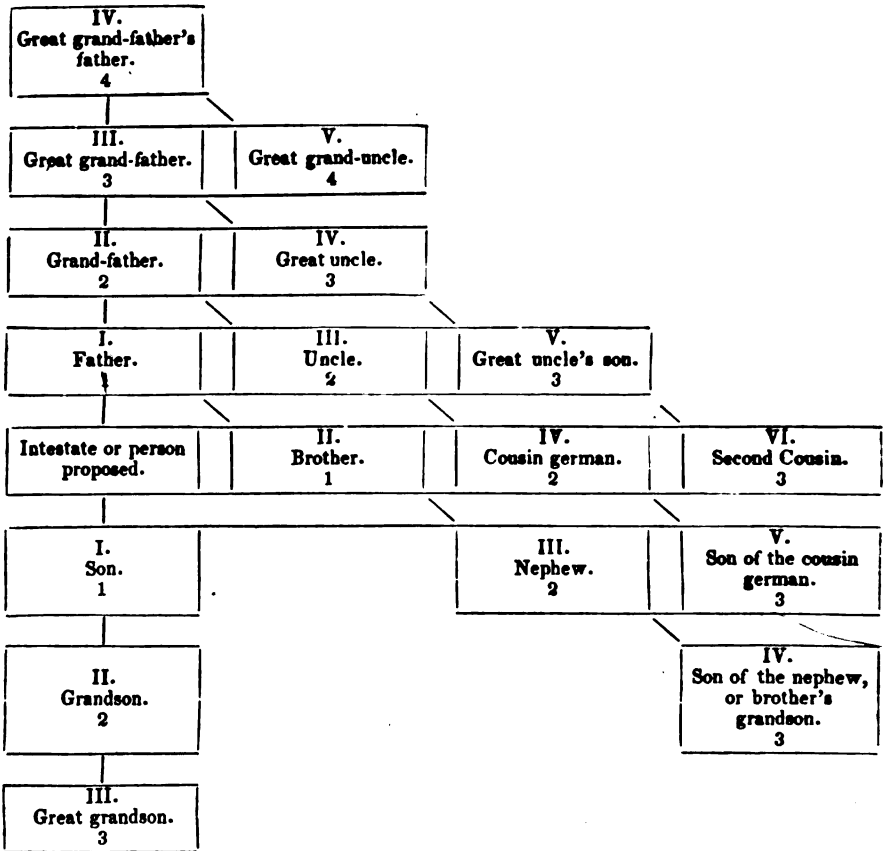 IV.
Great grand-father's
father.
4
III.
Great grand-father.
3
V.
Great grand-uncle.
4
II.
Grand-father.
2
IV.
Great uncle.
3
I.
Father.
1
III.
Uncle.
2
V.
Great uncle's son.
3
Intestate or person
proposed.
II.
Brother.
1
IV.
Cousin german.
2
VI.
Second Cousin.
3
I.
Son.
1
III.
Nephew.
2
V.
Son of the cousin
german.
3
II.
Grandson.
2
IV.
Son of the nephew,
or brother's
grandson.
3
III.
Great grandson.
3